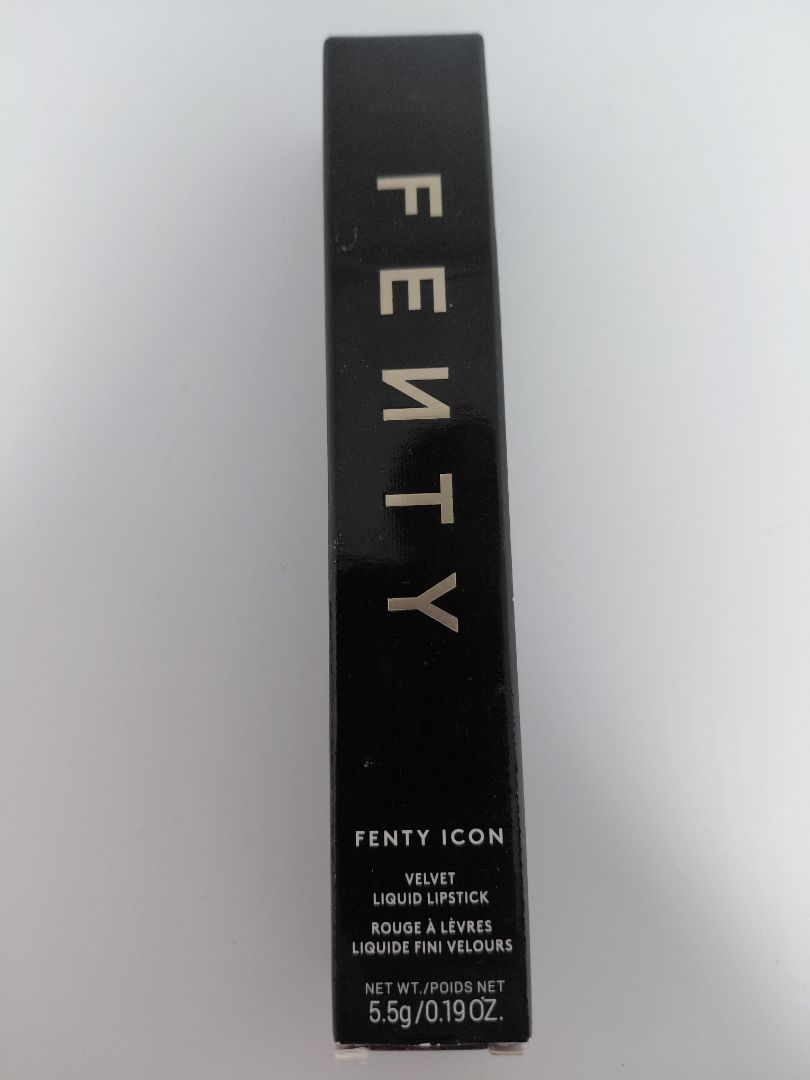 FENTY
FENTY ICON
VELVET
LIQUID LIPSTICK
ROUGE À LÈVRES
LIQUIDE FINI VELOURS
NET WT./POIDS NET
5.5g/0.19 OZ.